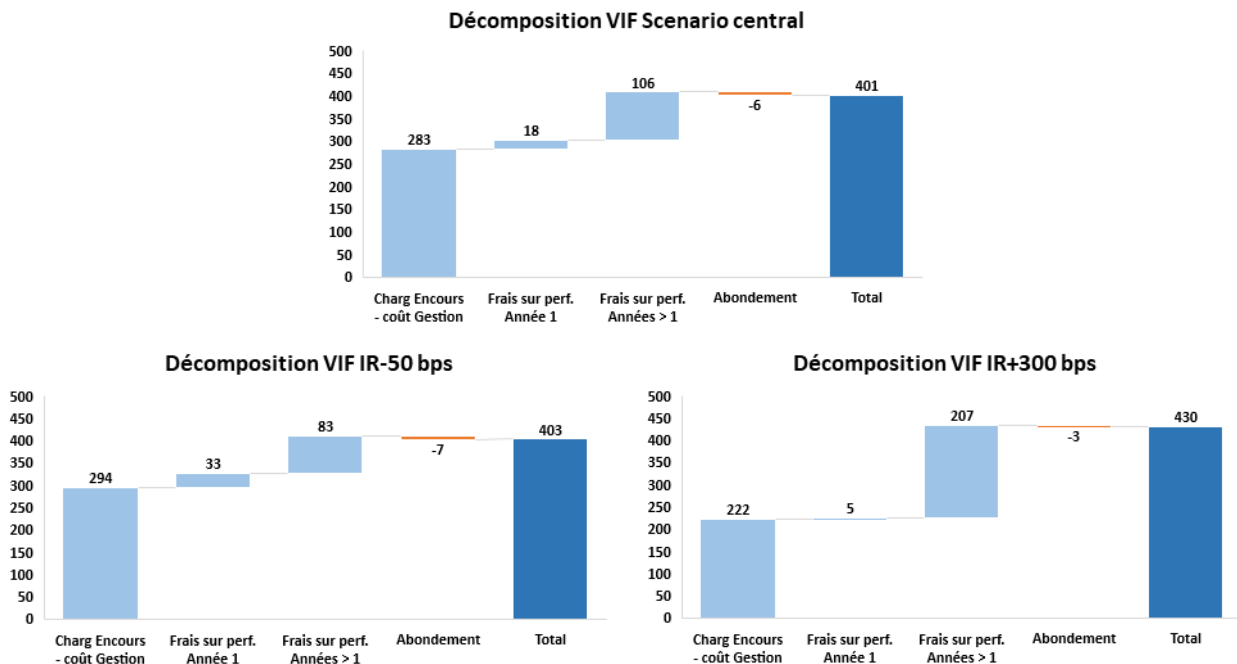 Décomposition VIF Scenario central
500
450
400
350
300
250
200
150
100
50
0
283
18
106
-6
401
Charg Encours
- coût Gestion
Frais sur perf.
Année 1
Frais sur perf.
Années > 1
Abondement
Total
Décomposition VIF IR-50 bps
500
450
400
350
300
250
200
150
100
50
0
294
33
83
-7
403
Charg Encours
- coût Gestion
Frais sur perf.
Année 1
Frais sur perf.
Années > 1
Abondement
Total
Décomposition VIF IR+300 bps
500
450
400
350
300
250
200
150
100
50
0
222
5
207
-3
430
Charg Encours
- coût Gestion
Frais sur perf.
Année 1
Frais sur perf.
Années > 1
Abondement
Total